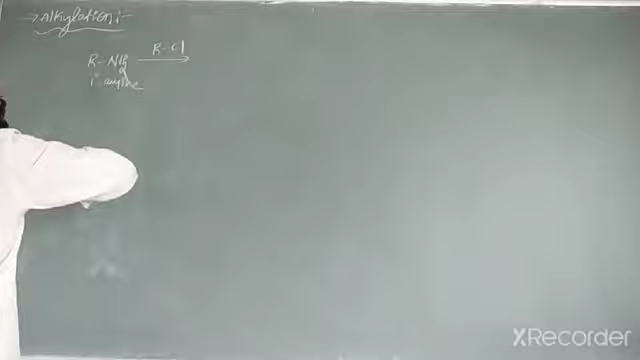 → Alkylation :-
R-NH₂ R-Cl →
1° amine
XRecorder